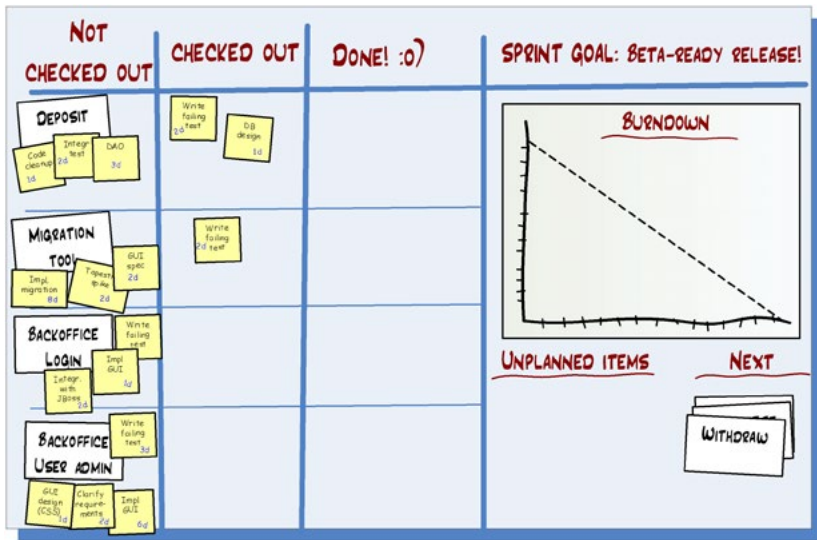 NOT
CHECKED OUT
CHECKED OUT
DONE! :o)
SPRINT GOAL: BETA-READY RELEASE!
DEPOSIT
Code
cleanup
1d
Integr
test
2d
DAO
3d
Write
failing
test
2d
DB
design
1d
BURNDOWN
MIGRATION
TOOL
Impl.
migration
8d
Tapestry
spike
2d
GUI
spec
2d
Write
failing
test
2d
BACKOFFICE
LOGIN
Write
failing
test
Integr.
with
JBoss
2d
Impl
GUI
1d
UNPLANNED ITEMS
NEXT
WITHDRAW
BACKOFFICE
USER ADMIN
Write
failing
test
3d
GUI
design
(CSS)
1d
Clarify
require-
ments
2d
Impl
GUI
6d